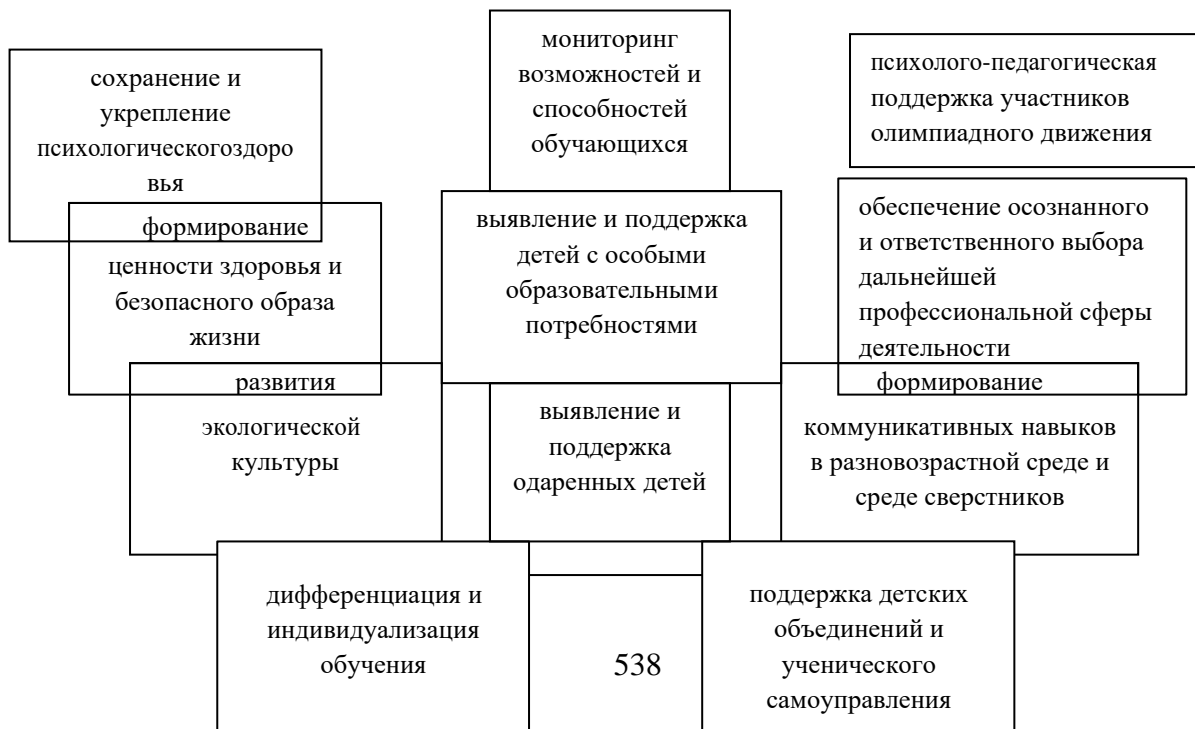 сохранение и
укрепление
психологическогоздоро
вья
формирование
ценности здоровья и
безопасного образа
жизни
развития
экологической
культуры
дифференциация и
индивидуализация
обучения
мониторинг
возможностей и
способностей
обучающихся
выявление и поддержка
детей с особыми
образовательными
потребностями
выявление и
поддержка
одаренных детей
538
психолого-педагогическая
поддержка участников
олимпиадного движения
обеспечение осознанного
и ответственного выбора
дальнейшей
профессиональной сферы
деятельности
формирование
коммуникативных навыков
в разновозрастной среде и
среде сверстников
поддержка детских
объединений и
ученического
самоуправления